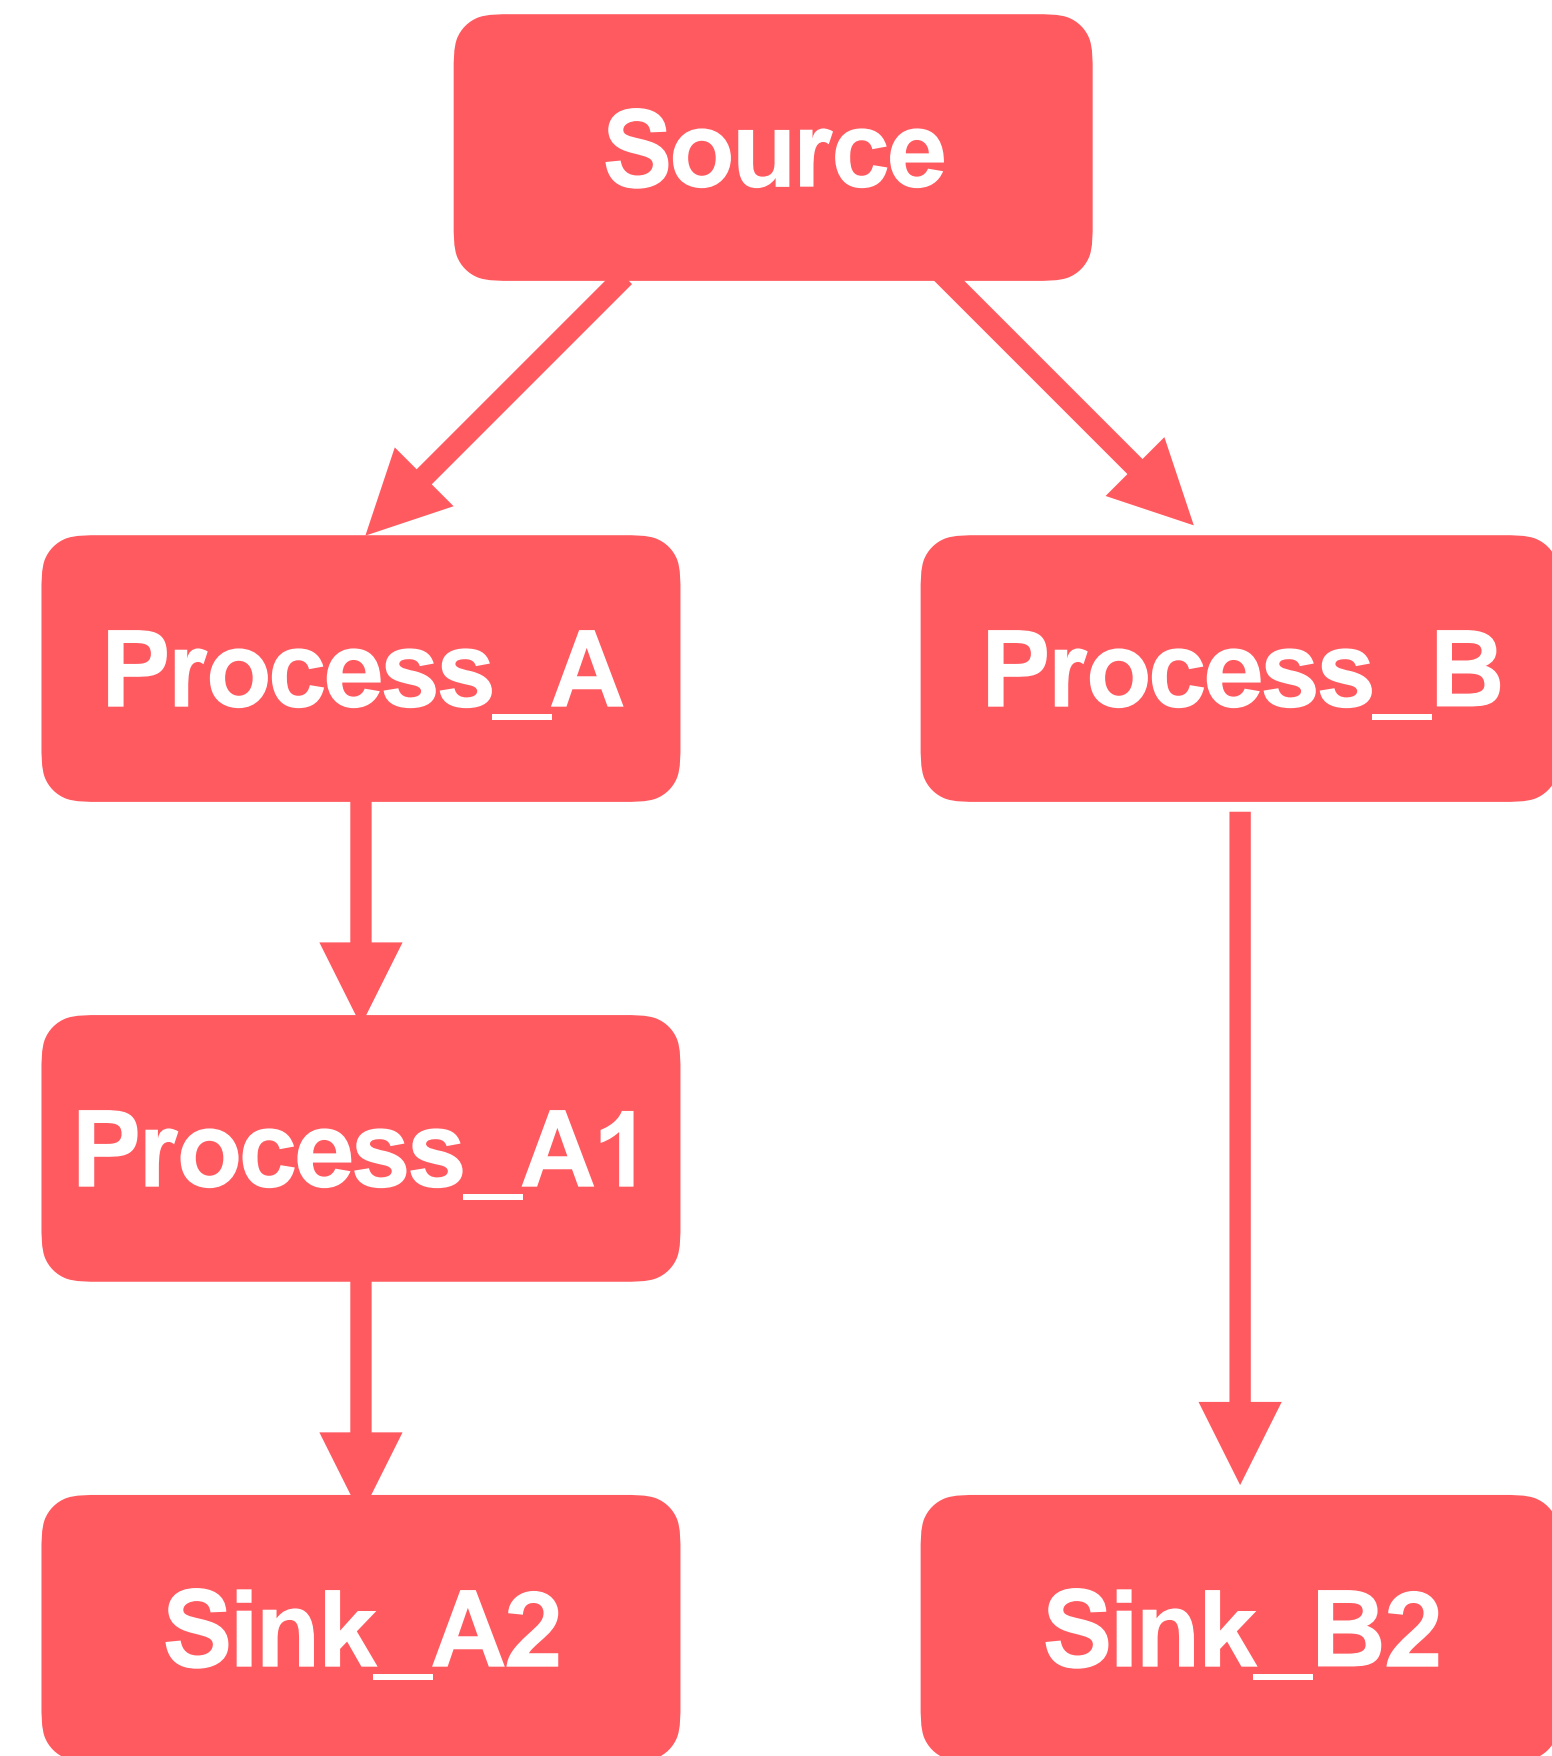 Source
Process_A
Process_B
Process_A1
Sink_A2
Sink_B2